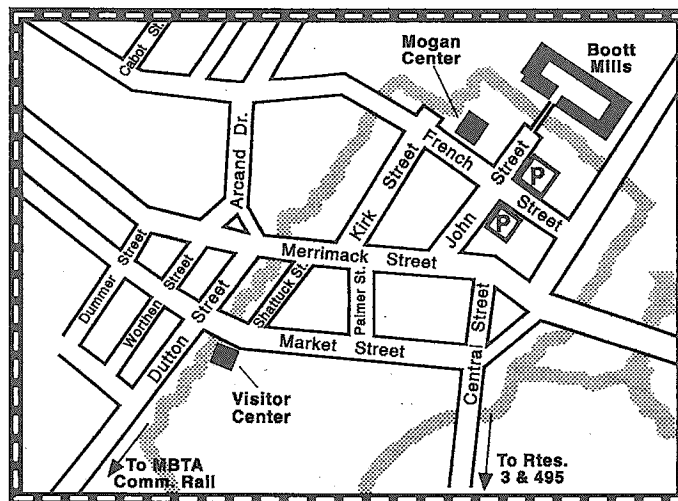 Cabot St.
Mogan
Center
Boott
Mills
Arcand Dr.
French
Street
P
Street
Kirk Street
John
P
Merrimack Street
Dummer Street
Worthen Street
Dutton Street
Shattuck St.
Palmer St.
Central Street
Market Street
Visitor
Center
To MBTA
Comm. Rail
To Rtes.
3 & 495